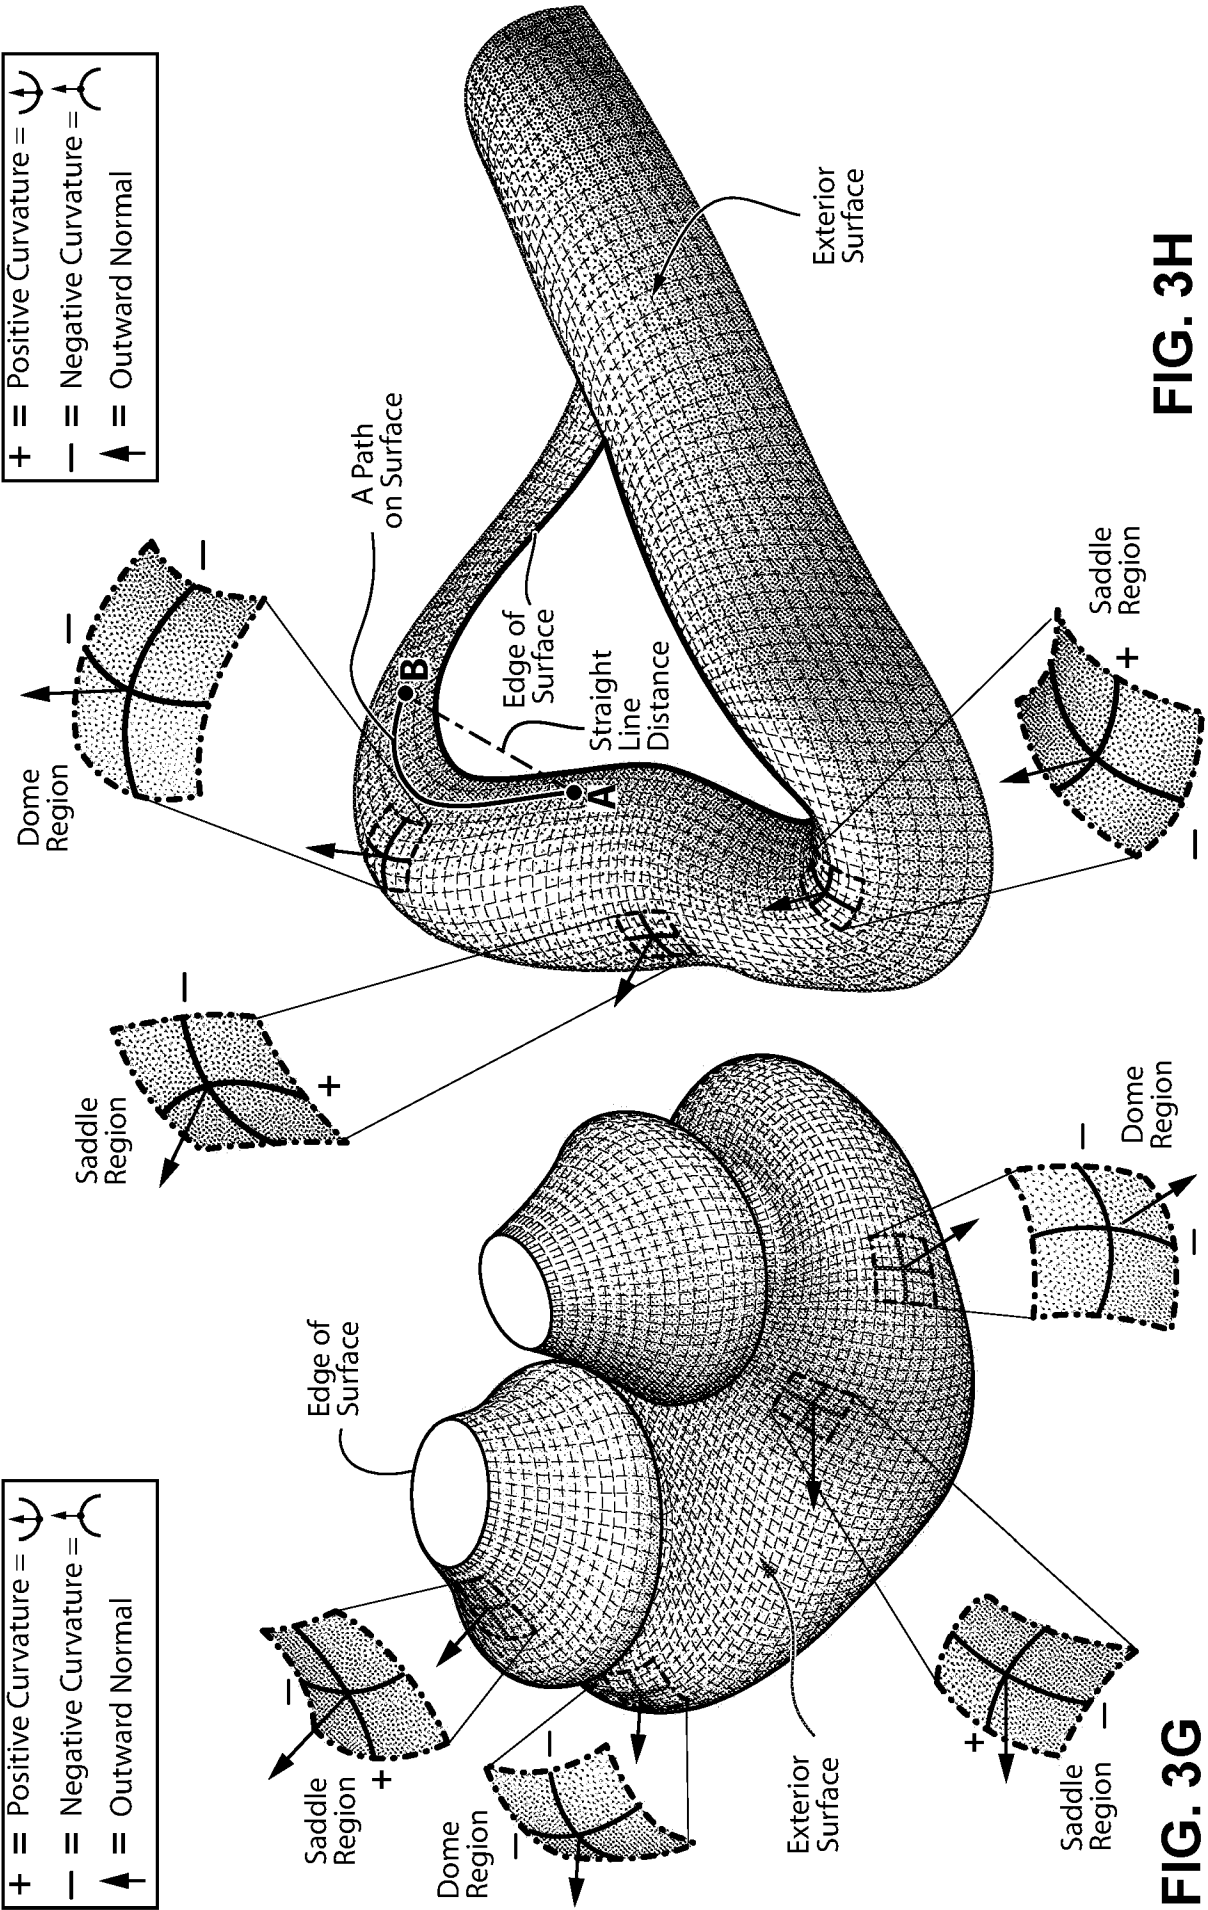 + = Positive Curvature =
− = Negative Curvature =
= Outward Normal
Saddle
Region
−
+
Dome
Region
−
−
Edge of
Surface
Exterior
Surface
Saddle
Region
+
−
Dome
Region
−
−
FIG. 3G
+ = Positive Curvature =
− = Negative Curvature =
= Outward Normal
Dome
Region
−
−
Saddle
Region
−
+
A Path
on Surface
B
A
Edge of
Surface
Straight
Line
Distance
Exterior
Surface
Saddle
Region
+
−
FIG. 3H